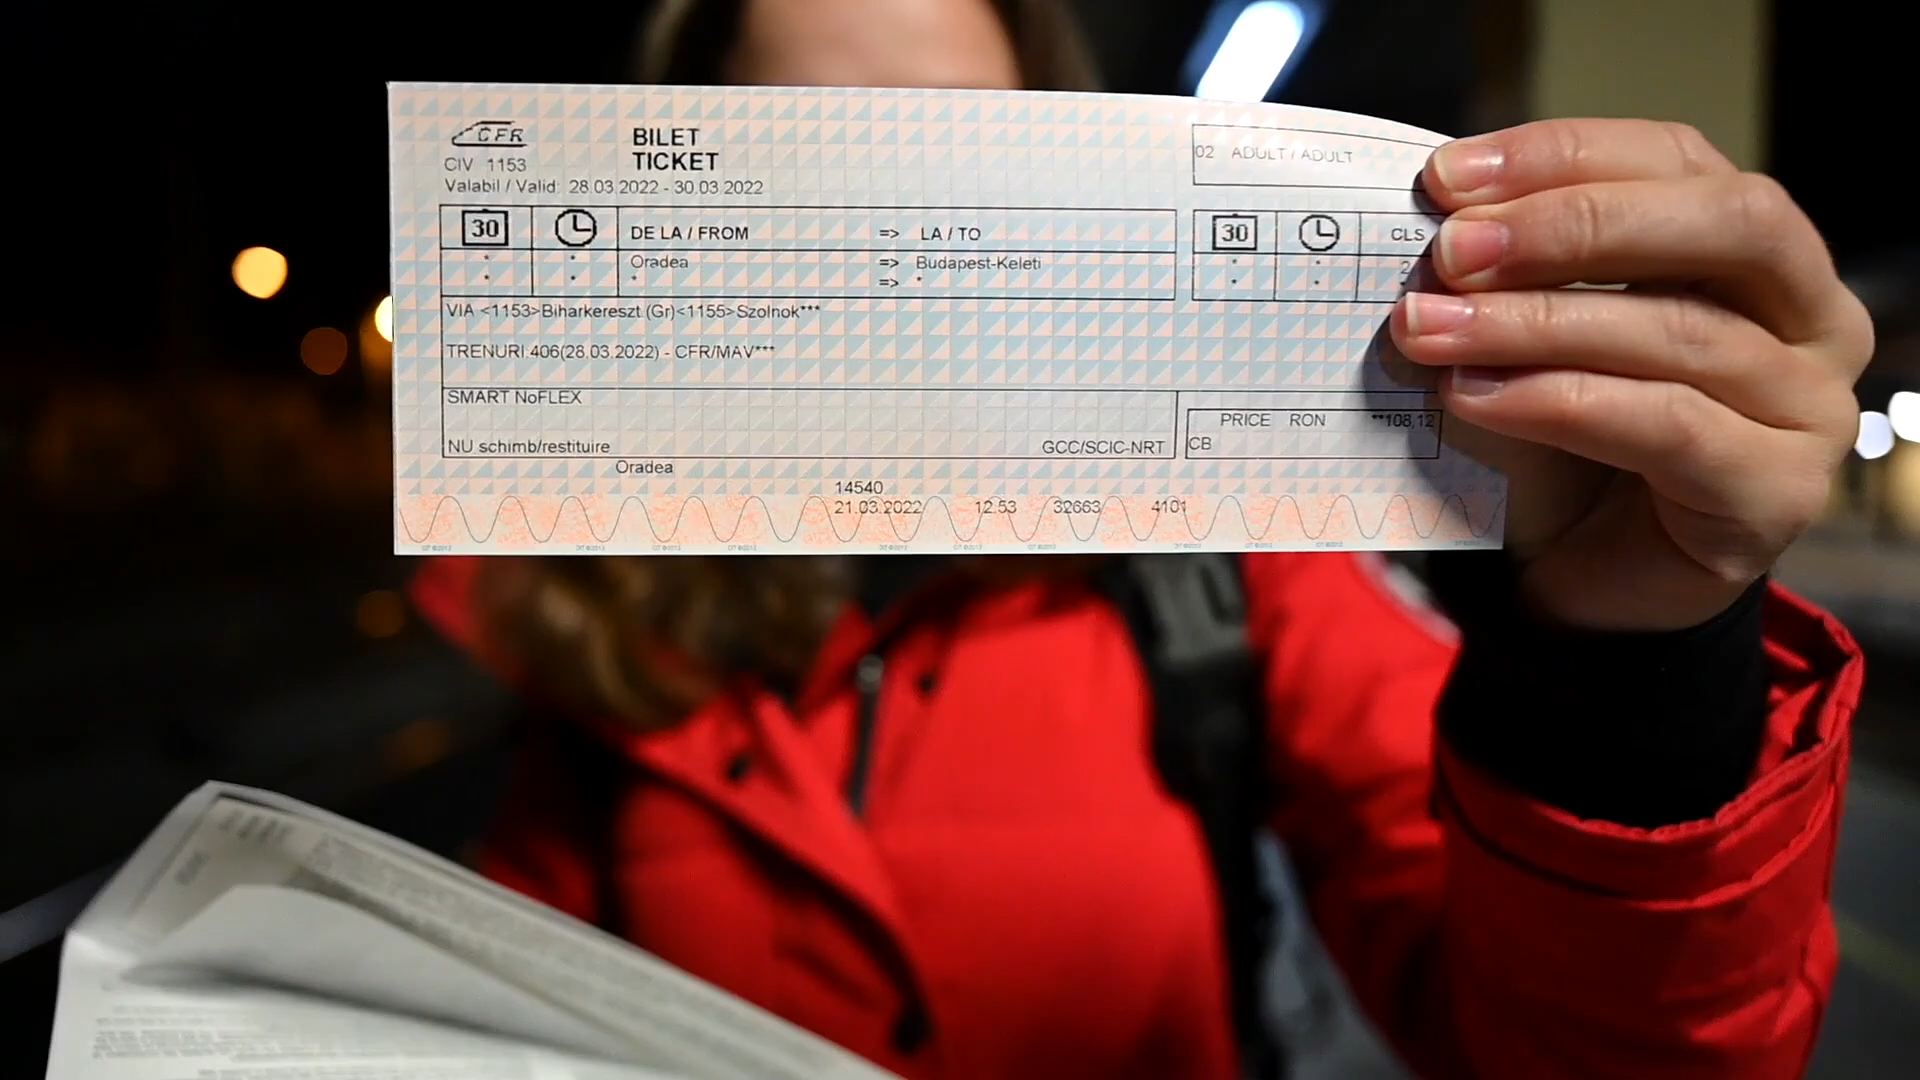 CFR
BILET
TICKET
CIV 1153
Valabil / Valid: 28.03.2022 - 30.03.2022
02 ADULT / ADULT
30 DE LA / FROM => LA / TO 30 CLS
* * Oradea => Budapest-Keleti * * 2
* * * => * * *
VIA <1153>Biharkereszt.(Gr)<1155>Szolnok***
TRENURI:406(28.03.2022) - CFR/MAV***
SMART NoFLEX
PRICE RON **108,12
NU schimb/restituire GCC/SCIC-NRT CB
Oradea
14540
21.03.2022 12:53 32663 4101